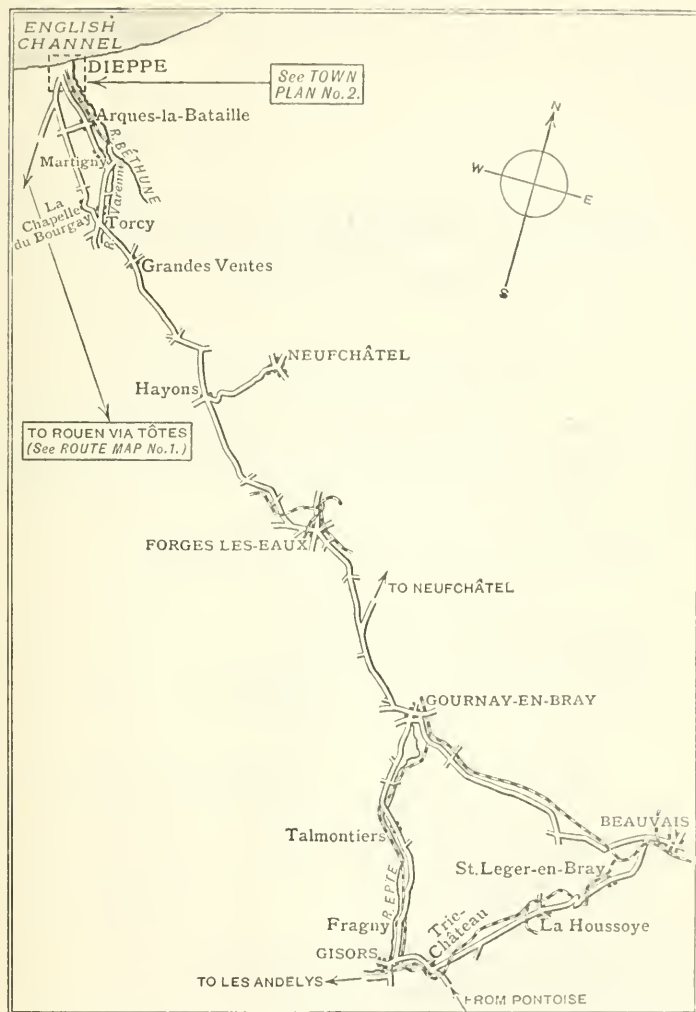 ENGLISH
CHANNEL
DIEPPE
See TOWN
PLAN No.2.
Arques-la-Bataille
R. BÉTHUNE
Martigny
R. Varenne
La
Chapelle
du Bourgay
Torcy
Grandes Ventes
N
W
E
S
NEUFCHÂTEL
Hayons
TO ROUEN VIA TÔTES
(See ROUTE MAP No.1.)
FORGES LES-EAUX
TO NEUFCHÂTEL
GOURNAY-EN-BRAY
BEAUVAIS
Talmontiers
St. Leger-en-Bray
R. EPTE
Trie-
Château
La Houssoye
Fragny
GISORS
TO LES ANDELYS
FROM PONTOISE